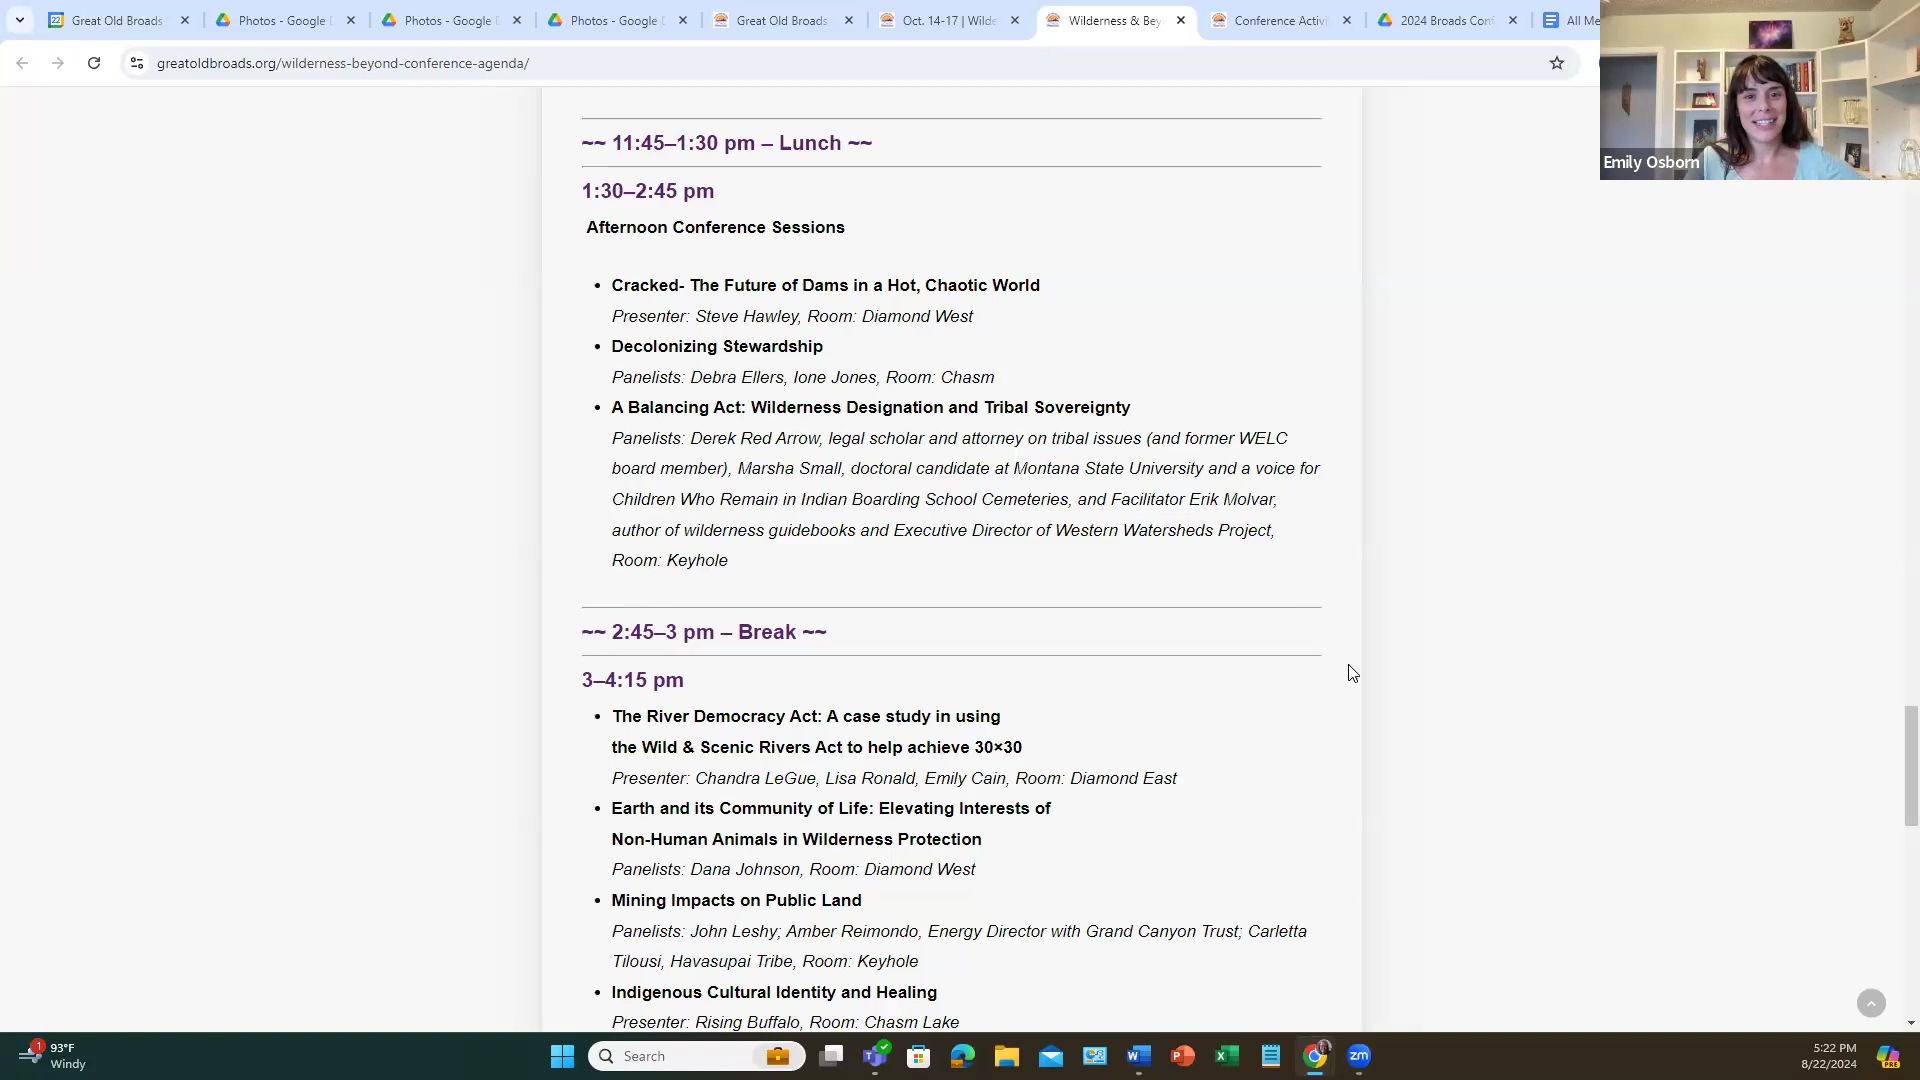 Great Old Broads
Photos - Google D
Photos - Google D
Photos - Google D
Great Old Broads
Oct. 14-17 | Wilde
Wilderness & Bey
Conference Activi
2024 Broads Conf
All Me
greatoldbroads.org/wilderness-beyond-conference-agenda/
Emily Osborn
~~ 11:45–1:30 pm – Lunch ~~
1:30–2:45 pm
Afternoon Conference Sessions
• Cracked- The Future of Dams in a Hot, Chaotic World
Presenter: Steve Hawley, Room: Diamond West
• Decolonizing Stewardship
Panelists: Debra Ellers, Ione Jones, Room: Chasm
• A Balancing Act: Wilderness Designation and Tribal Sovereignty
Panelists: Derek Red Arrow, legal scholar and attorney on tribal issues (and former WELC
board member), Marsha Small, doctoral candidate at Montana State University and a voice for
Children Who Remain in Indian Boarding School Cemeteries, and Facilitator Erik Molvar,
author of wilderness guidebooks and Executive Director of Western Watersheds Project,
Room: Keyhole
~~ 2:45–3 pm – Break ~~
3–4:15 pm
• The River Democracy Act: A case study in using
the Wild & Scenic Rivers Act to help achieve 30×30
Presenter: Chandra LeGue, Lisa Ronald, Emily Cain, Room: Diamond East
• Earth and its Community of Life: Elevating Interests of
Non-Human Animals in Wilderness Protection
Panelists: Dana Johnson, Room: Diamond West
• Mining Impacts on Public Land
Panelists: John Leshy; Amber Reimondo, Energy Director with Grand Canyon Trust; Carletta
Tilousi, Havasupai Tribe, Room: Keyhole
• Indigenous Cultural Identity and Healing
Presenter: Rising Buffalo, Room: Chasm Lake
1
93°F
Windy
Search
zm
5:22 PM
8/22/2024
PRE